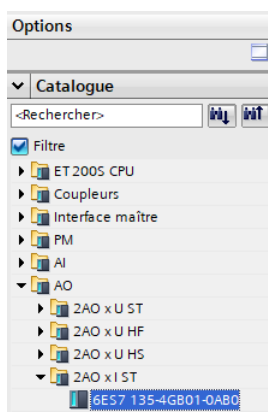 Options
Catalogue
<Rechercher>
Filtre
ET 200S CPU
Coupleurs
Interface maître
PM
AI
AO
2AO x U ST
2AO x U HF
2AO x U HS
2AO x I ST
6ES7 135-4GB01-0AB0